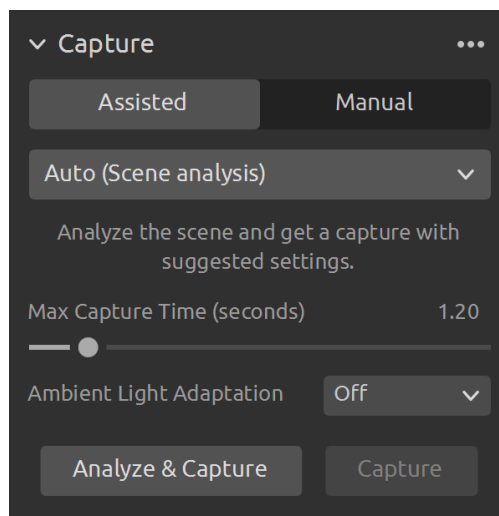 Capture
Assisted Manual
Auto (Scene analysis)
Analyze the scene and get a capture with
suggested settings.
Max Capture Time (seconds) 1.20
Ambient Light Adaptation Off
Analyze & Capture Capture